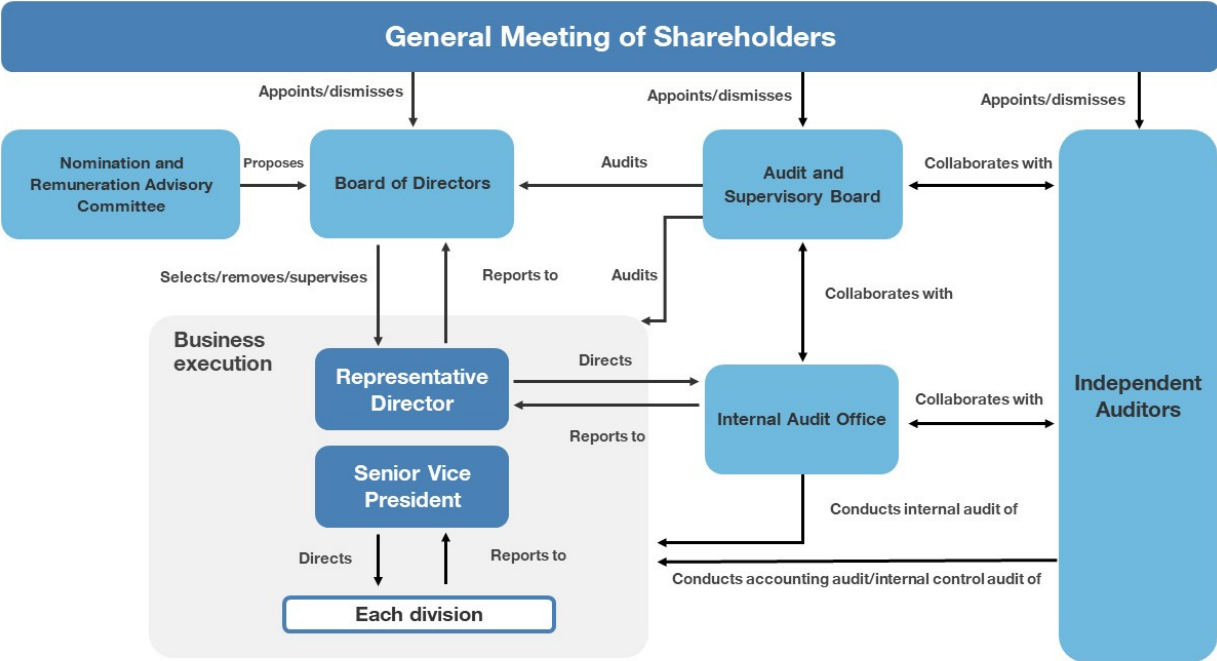 General Meeting of Shareholders
Appoints/dismisses
Appoints/dismisses
Appoints/dismisses
Nomination and
Remuneration Advisory
Committee
Proposes
Board of Directors
Audits
Audit and
Supervisory Board
Collaborates with
Selects/removes/supervises
Reports to
Audits
Collaborates with
Business
execution
Representative
Director
Directs
Reports to
Internal Audit Office
Collaborates with
Independent
Auditors
Senior Vice
President
Conducts internal audit of
Directs
Reports to
Conducts accounting audit/internal control audit of
Each division